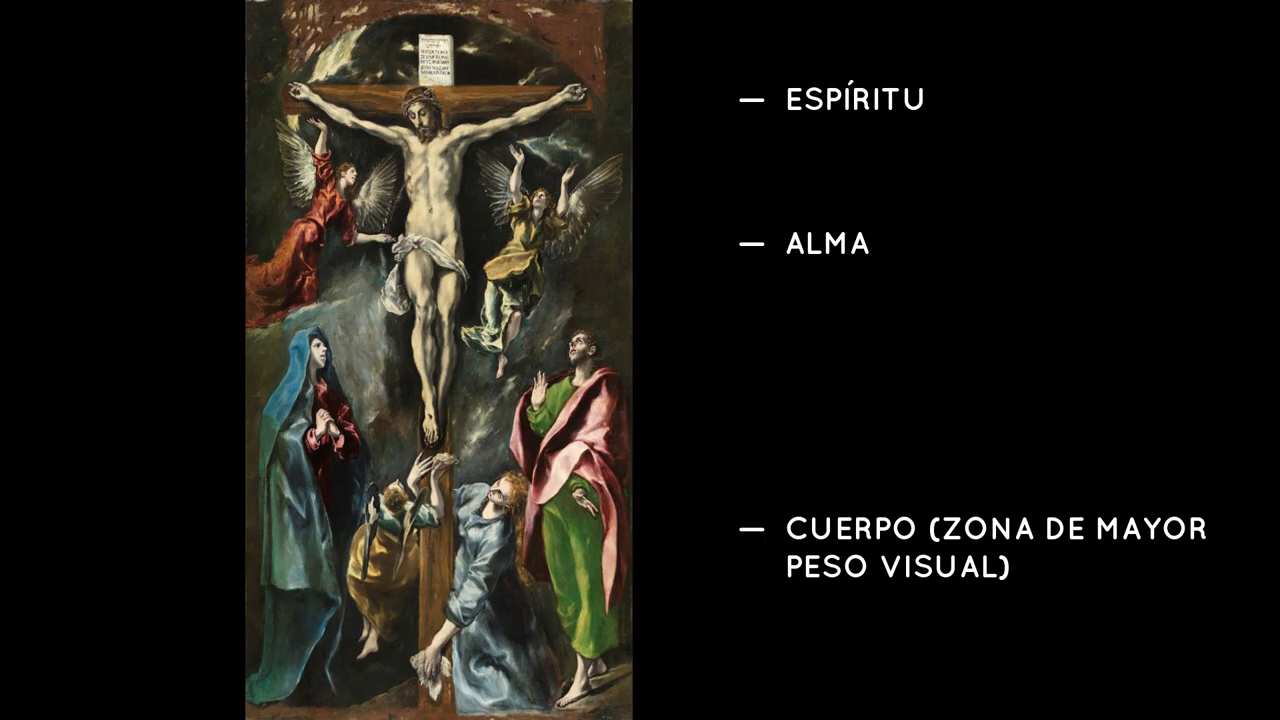 — ESPÍRITU
— ALMA
— CUERPO (ZONA DE MAYOR
PESO VISUAL)